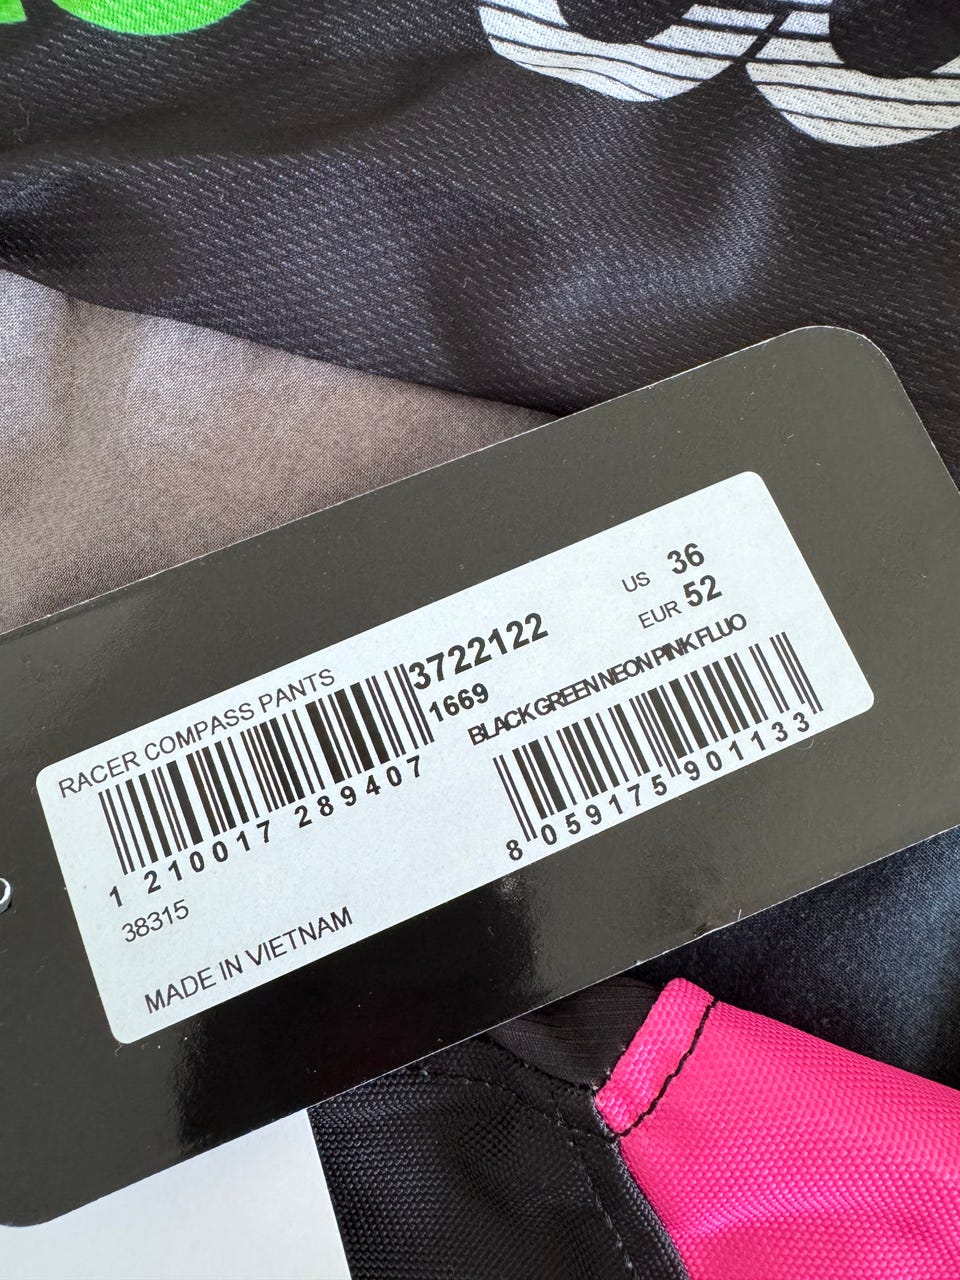 RACER COMPASS PANTS
3722122
1669
US 36
EUR 52
BLACK GREEN NEON PINK FLUO
1 210017 289407
8 059175 901133
38315
MADE IN VIETNAM